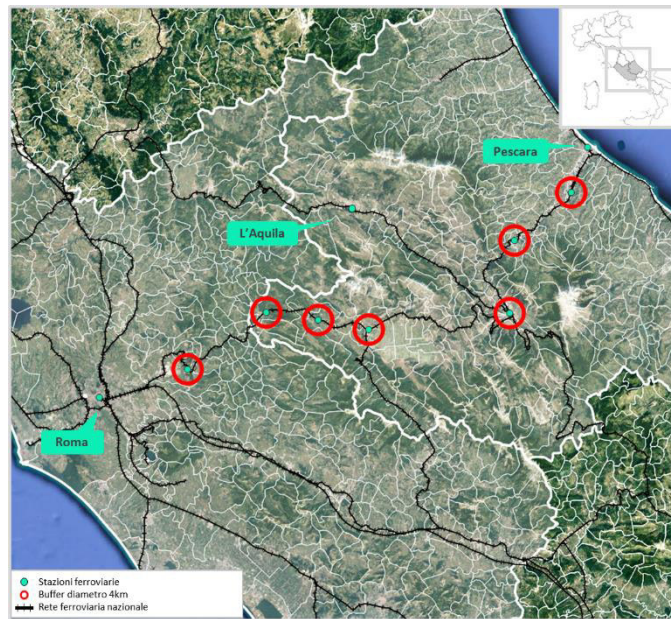 Pescara
L'Aquila
Roma
Stazioni ferroviarie
Buffer diametro 4km
Rete ferroviaria nazionale